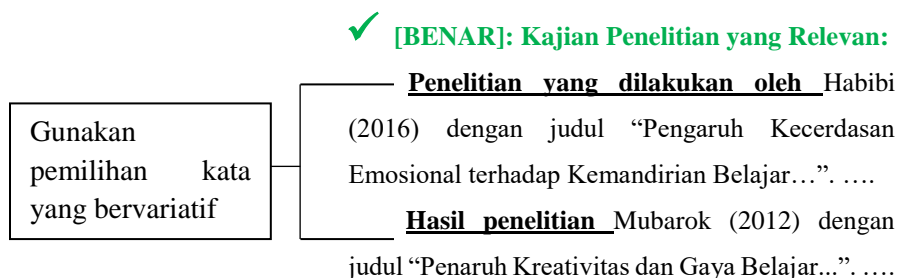 ✓ [BENAR]: Kajian Penelitian yang Relevan:
Penelitian yang dilakukan oleh Habibi
(2016) dengan judul “Pengaruh Kecerdasan
Emosional terhadap Kemandirian Belajar…”. ….
Hasil penelitian Mubarok (2012) dengan
judul “Penaruh Kreativitas dan Gaya Belajar...”. ….
Gunakan
pemilihan kata
yang bervariatif